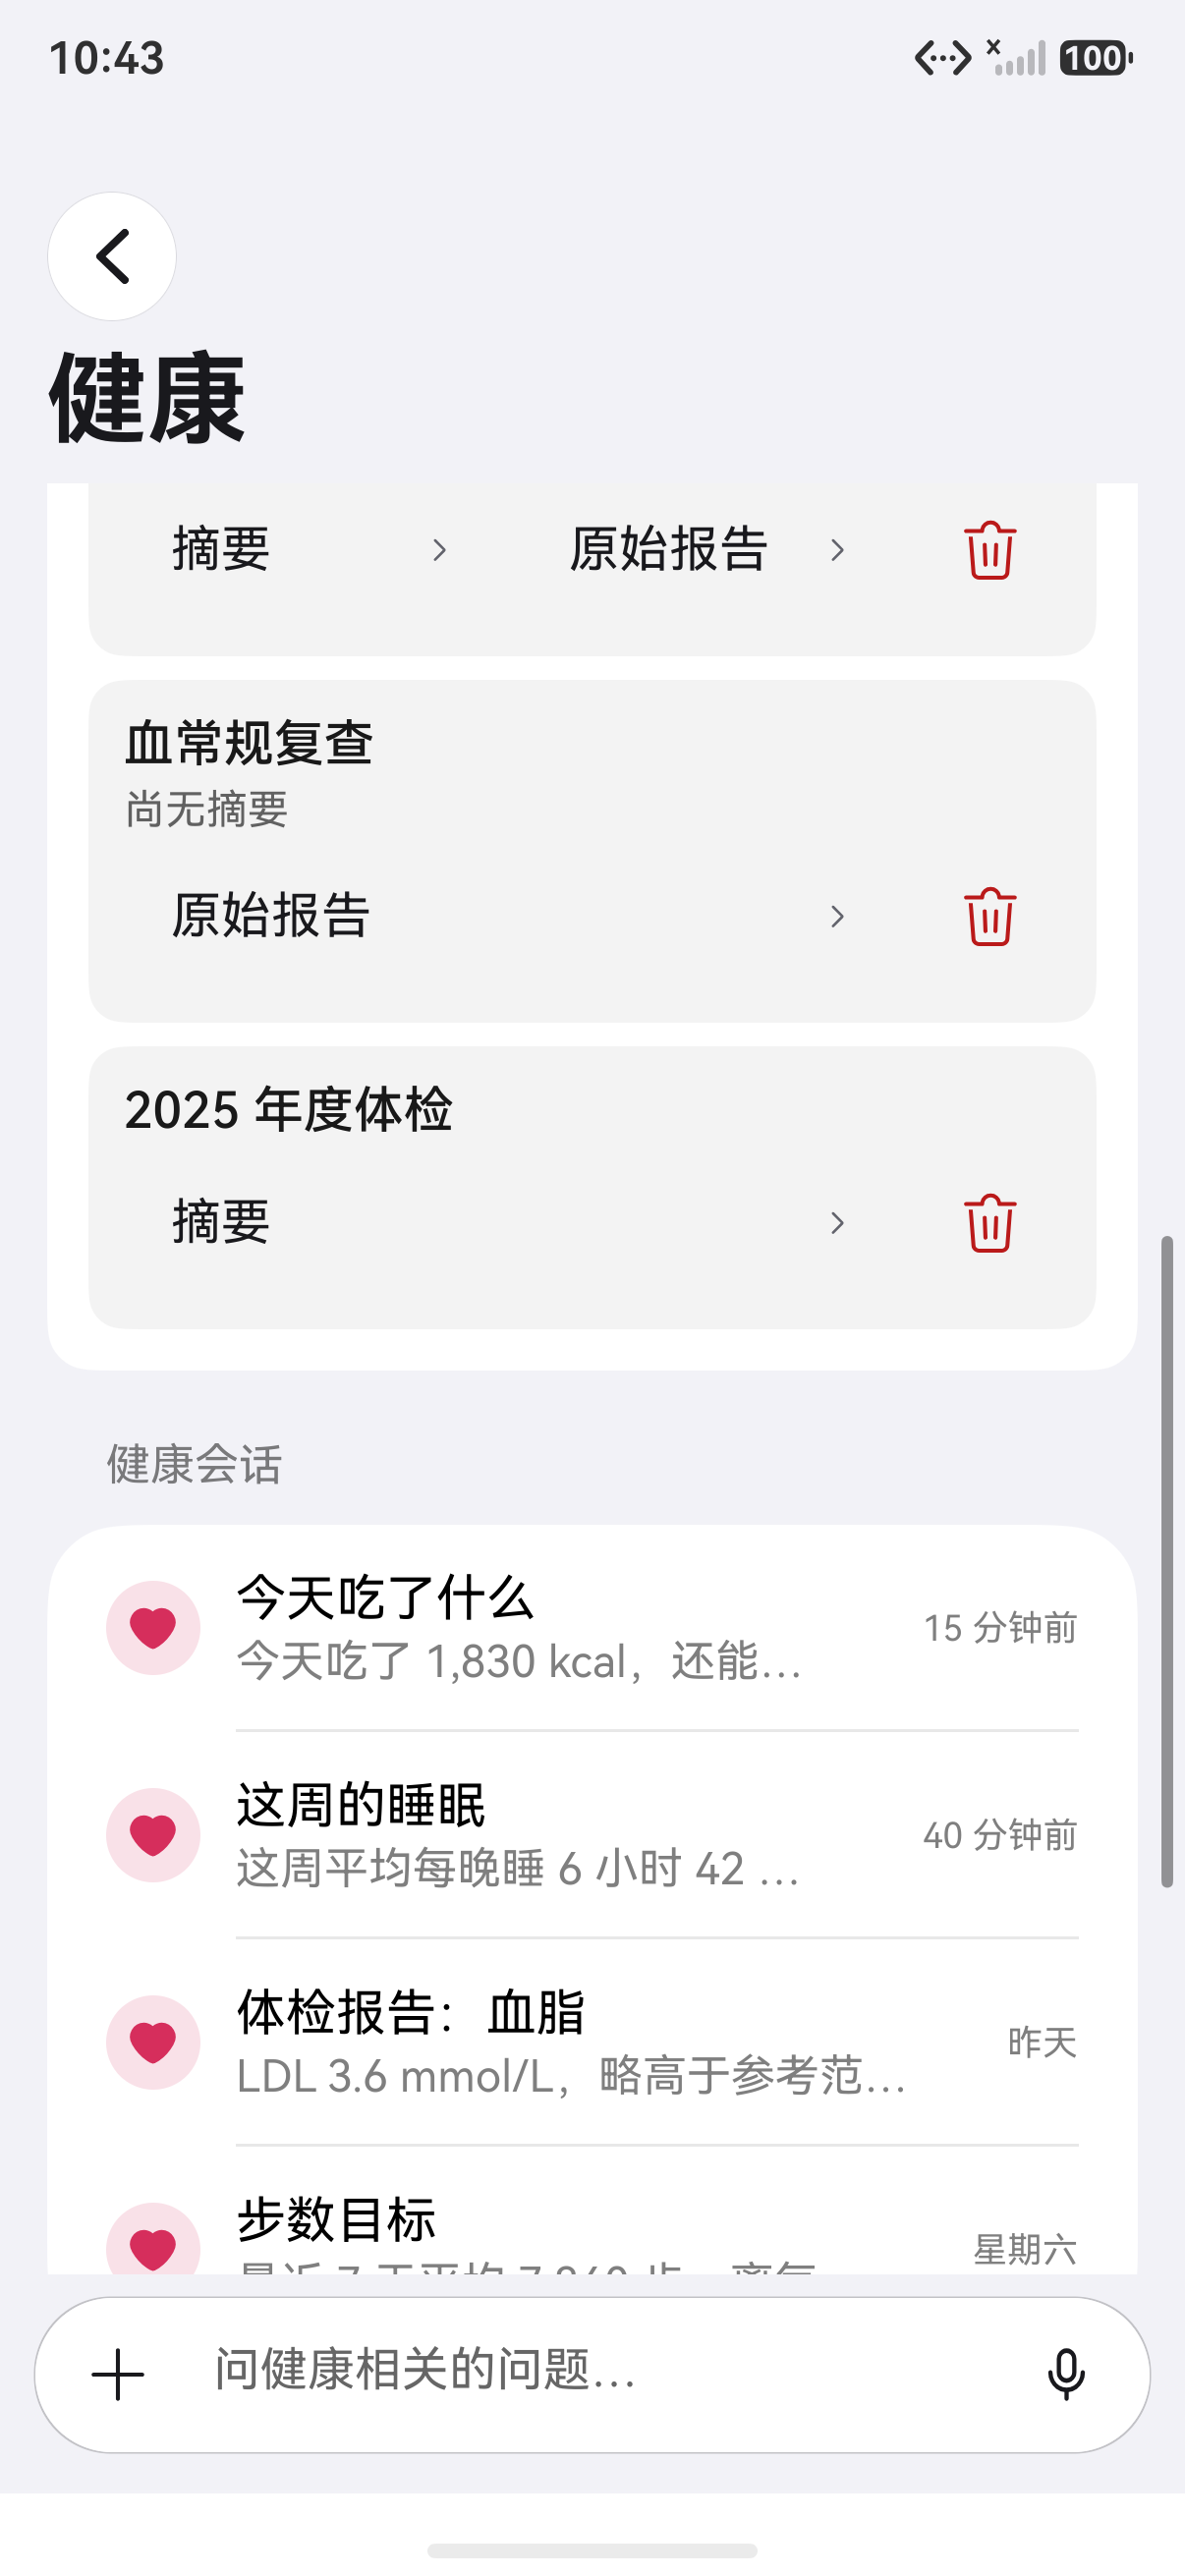 10:43
100
健康
摘要
原始报告
血常规复查
尚无摘要
原始报告
2025 年度体检
摘要
健康会话
今天吃了什么
15 分钟前
今天吃了 1,830 kcal，还能…
这周的睡眠
40 分钟前
这周平均每晚睡 6 小时 42 …
体检报告：血脂
昨天
LDL 3.6 mmol/L，略高于参考范…
步数目标
星期六
问健康相关的问题…